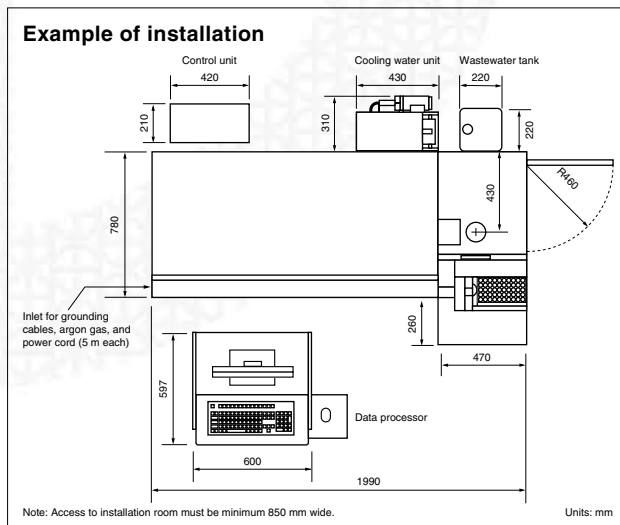 Example of installation
Control unit
420
210
Cooling water unit
430
310
Wastewater tank
220
220
R460
430
780
Inlet for grounding
cables, argon gas, and
power cord (5 m each)
260
470
597
Data processor
600
1990
Note: Access to installation room must be minimum 850 mm wide.
Units: mm